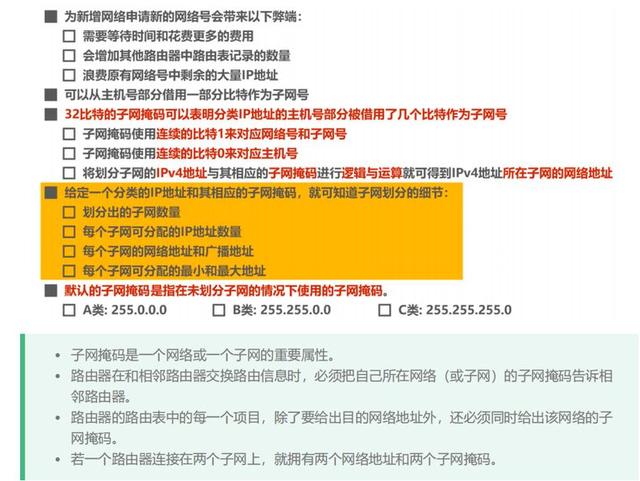 为新增网络申请新的网络号会带来以下弊端:
需要等待时间和花费更多的费用
会增加其他路由器中路由表记录的数量
浪费原有网络号中剩余的大量IP地址
可以从主机号部分借用一部分比特作为子网号
32比特的子网掩码可以表明分类IP地址的主机号部分被借用了几个比特作为子网号
子网掩码使用连续的比特1来对应网络号和子网号
子网掩码使用连续的比特0来对应主机号
将划分子网的IPv4地址与其相应的子网掩码进行逻辑与运算就可得到IPv4地址所在子网的网络地址
给定一个分类的IP地址和其相应的子网掩码，就可知道子网划分的细节:
划分出的子网数量
每个子网可分配的IP地址数量
每个子网的网络地址和广播地址
每个子网可分配的最小和最大地址
默认的子网掩码是指在未划分子网的情况下使用的子网掩码。
A类: 255.0.0.0 B类: 255.255.0.0 C类: 255.255.255.0
子网掩码是一个网络或一个子网的重要属性。
路由器在和相邻路由器交换路由信息时，必须把自己所在网络（或子网）的子网掩码告诉相
邻路由器。
路由器的路由表中的每一个项目，除了要给出目的网络地址外，还必须同时给出该网络的子
网掩码。
若一个路由器连接在两个子网上，就拥有两个网络地址和两个子网掩码。